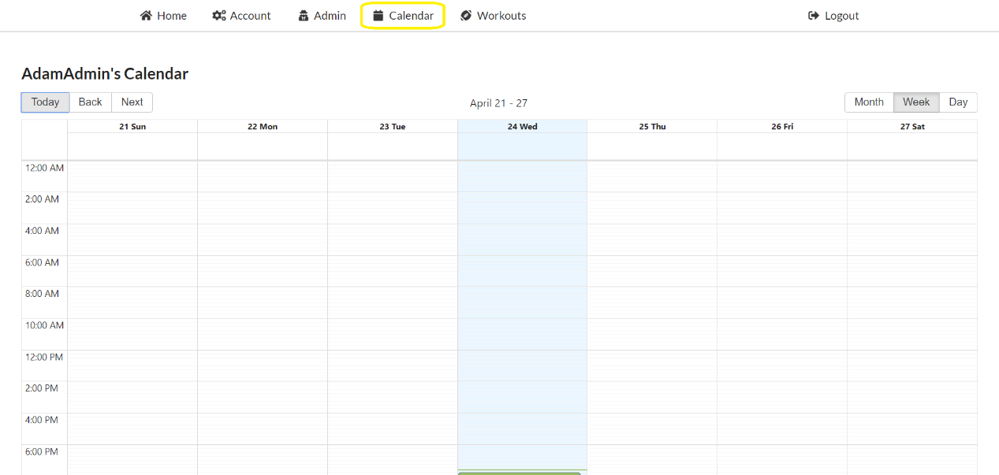 Home Account Admin Calendar Workouts Logout
AdamAdmin's Calendar
Today Back Next April 21 - 27 Month Week Day
21 Sun 22 Mon 23 Tue 24 Wed 25 Thu 26 Fri 27 Sat
12:00 AM
2:00 AM
4:00 AM
6:00 AM
8:00 AM
10:00 AM
12:00 PM
2:00 PM
4:00 PM
6:00 PM